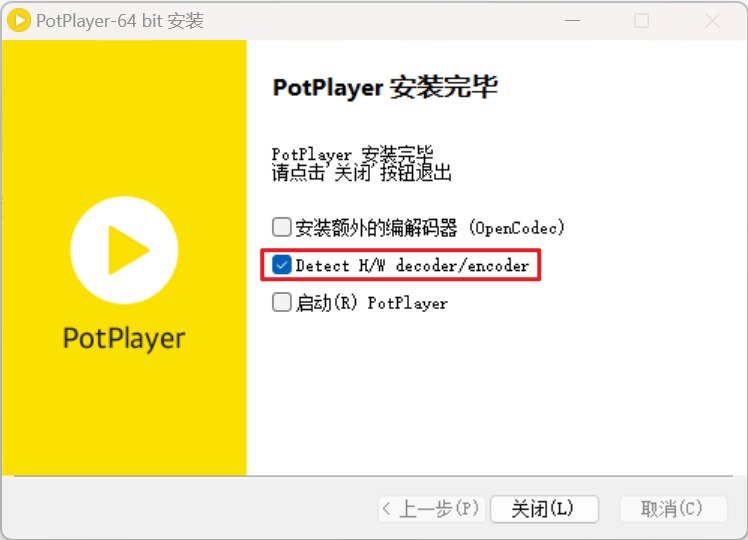 PotPlayer-64 bit 安装
PotPlayer 安装完毕
PotPlayer 安装完毕
请点击'关闭'按钮退出
安装额外的编解码器 (OpenCodec)
Detect H/W decoder/encoder
启动(R) PotPlayer
PotPlayer
< 上一步(P)
关闭(L)
取消(C)